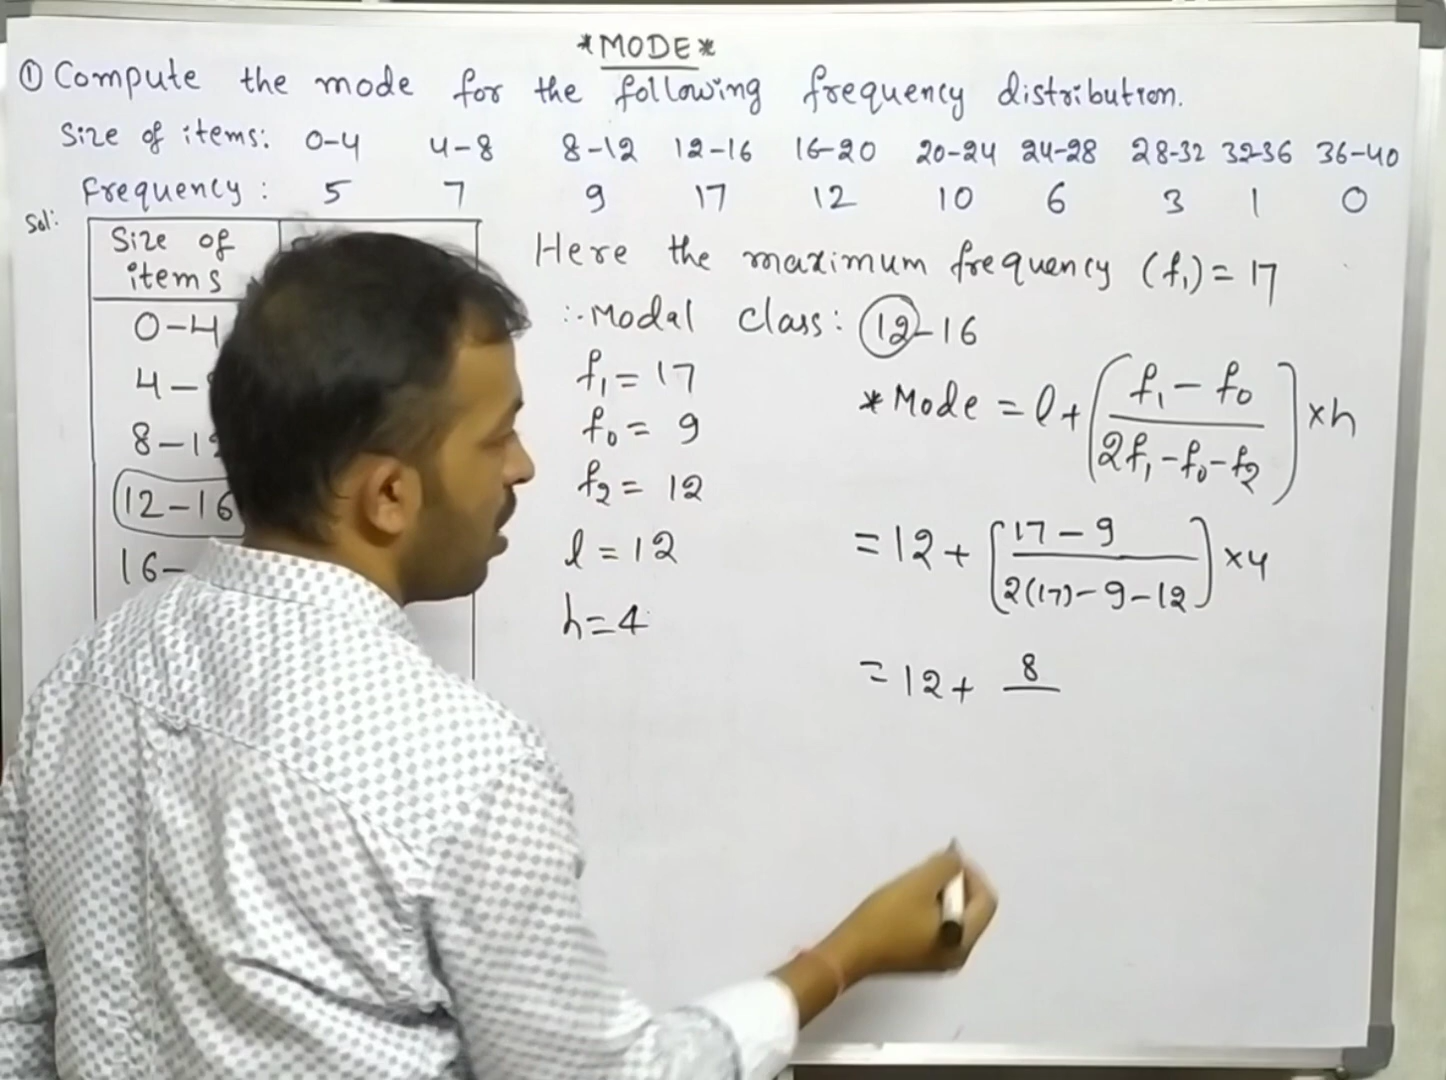 *MODE*
① Compute the mode for the following frequency distribution.
Size of items: 0-4 4-8 8-12 12-16 16-20 20-24 24-28 28-32 32-36 36-40
Frequency: 5 7 9 17 12 10 6 3 1 0
Sol:
Size of
items
0-4
4-
8-1
12-16
16-
Here the maximum frequency (f₁) = 17
∴ Modal class: 12-16
f₁ = 17
f₀ = 9
f₂ = 12
l = 12
h = 4
*Mode = l + (f₁ - f₀ / 2f₁ - f₀ - f₂) × h
= 12 + [17 - 9 / 2(17) - 9 - 12] × 4
= 12 + 8